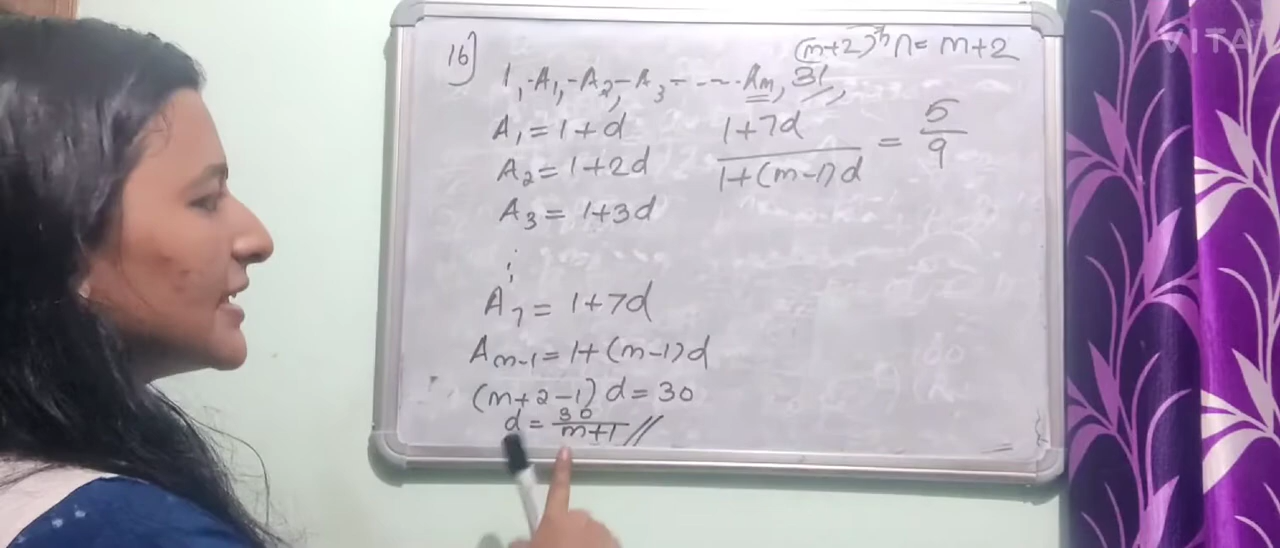 VITA
16]
(m+2)ᵗʰ n = m+2
1, A₁, A₂, A₃ - - - - Aₘ, 31,
A₁ = 1+d
A₂ = 1+2d
A₃ = 1+3d
⋮
A₇ = 1+7d
Aₘ₋₁ = 1+(m-1)d
(m+2-1)d = 30
d = 30/(m+1) //
(1+7d)/(1+(m-1)d) = 5/9